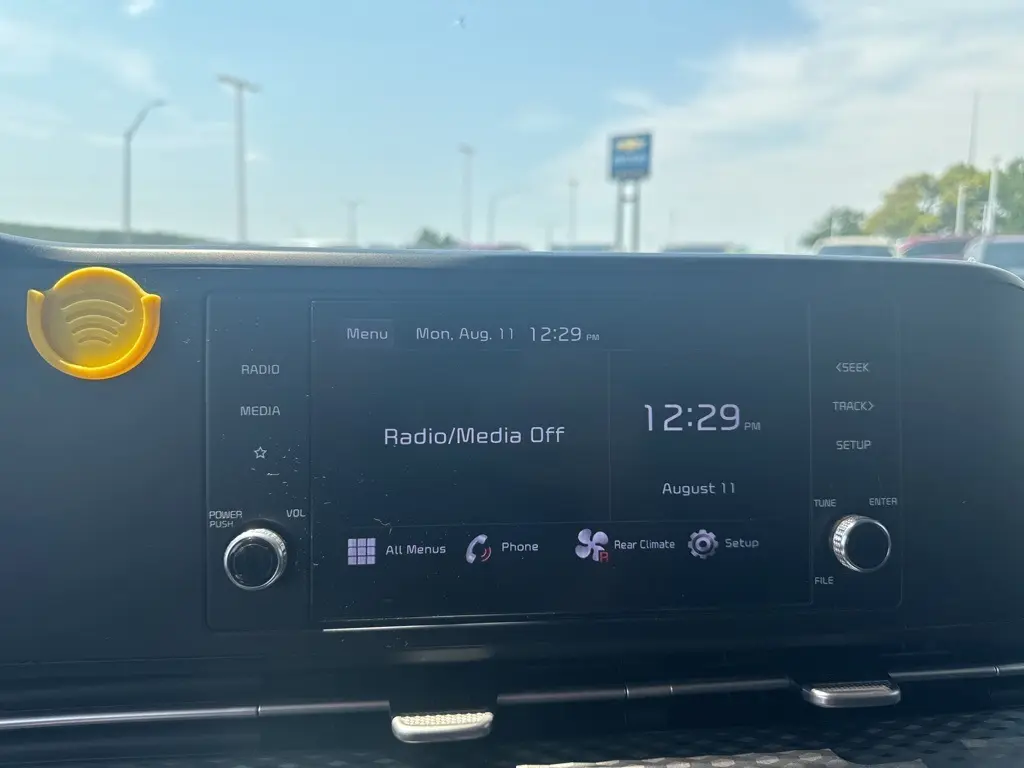 Menu Mon, Aug. 11 12:29 PM
RADIO
MEDIA
Radio/Media Off
12:29 PM
August 11
<SEEK
TRACK>
SETUP
POWER
PUSH
VOL
TUNE
ENTER
FILE
All Menus
Phone
R
Rear Climate
Setup